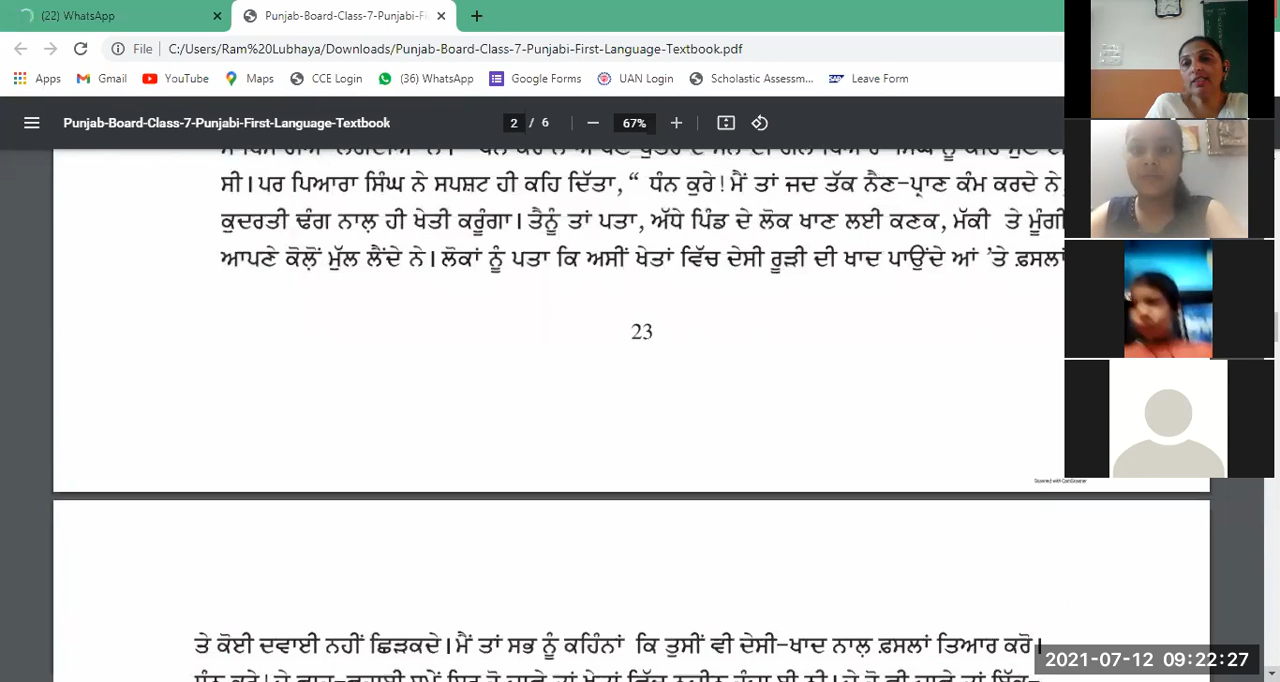 (22) WhatsApp
Punjab-Board-Class-7-Punjabi-Fi
File
C:/Users/Ram%20Lubhaya/Downloads/Punjab-Board-Class-7-Punjabi-First-Language-Textbook.pdf
Apps Gmail YouTube Maps CCE Login (36) WhatsApp Google Forms UAN Login Scholastic Assessm... Leave Form
Punjab-Board-Class-7-Punjabi-First-Language-Textbook
2 / 6
67%
ਸੀ। ਪਰ ਪਿਆਰਾ ਸਿੰਘ ਨੇ ਸਪਸ਼ਟ ਹੀ ਕਹਿ ਦਿੱਤਾ, “ ਧੰਨ ਕੁਰੇ! ਮੈਂ ਤਾਂ ਜਦ ਤੱਕ ਨੈਣ-ਪ੍ਰਾਣ ਕੰਮ ਕਰਦੇ ਨੇ,
ਕੁਦਰਤੀ ਢੰਗ ਨਾਲ਼ ਹੀ ਖੇਤੀ ਕਰੂੰਗਾ। ਤੈਨੂੰ ਤਾਂ ਪਤਾ, ਅੱਧੇ ਪਿੰਡ ਦੇ ਲੋਕ ਖਾਣ ਲਈ ਕਣਕ, ਮੱਕੀ ਤੇ ਮੂੰਗੀ
ਆਪਣੇ ਕੋਲ਼ੋਂ ਮੁੱਲ ਲੈਂਦੇ ਨੇ। ਲੋਕਾਂ ਨੂੰ ਪਤਾ ਕਿ ਅਸੀਂ ਖੇਤਾਂ ਵਿੱਚ ਦੇਸੀ ਰੂੜੀ ਦੀ ਖਾਦ ਪਾਉਂਦੇ ਆਂ ’ਤੇ ਫ਼ਸਲਾਂ
23
Scanned with CamScanner
ਤੇ ਕੋਈ ਦਵਾਈ ਨਹੀਂ ਛਿੜਕਦੇ। ਮੈਂ ਤਾਂ ਸਭ ਨੂੰ ਕਹਿੰਨਾਂ ਕਿ ਤੁਸੀਂ ਵੀ ਦੇਸੀ-ਖਾਦ ਨਾਲ਼ ਫ਼ਸਲਾਂ ਤਿਆਰ ਕਰੋ।
2021-07-12 09:22:27